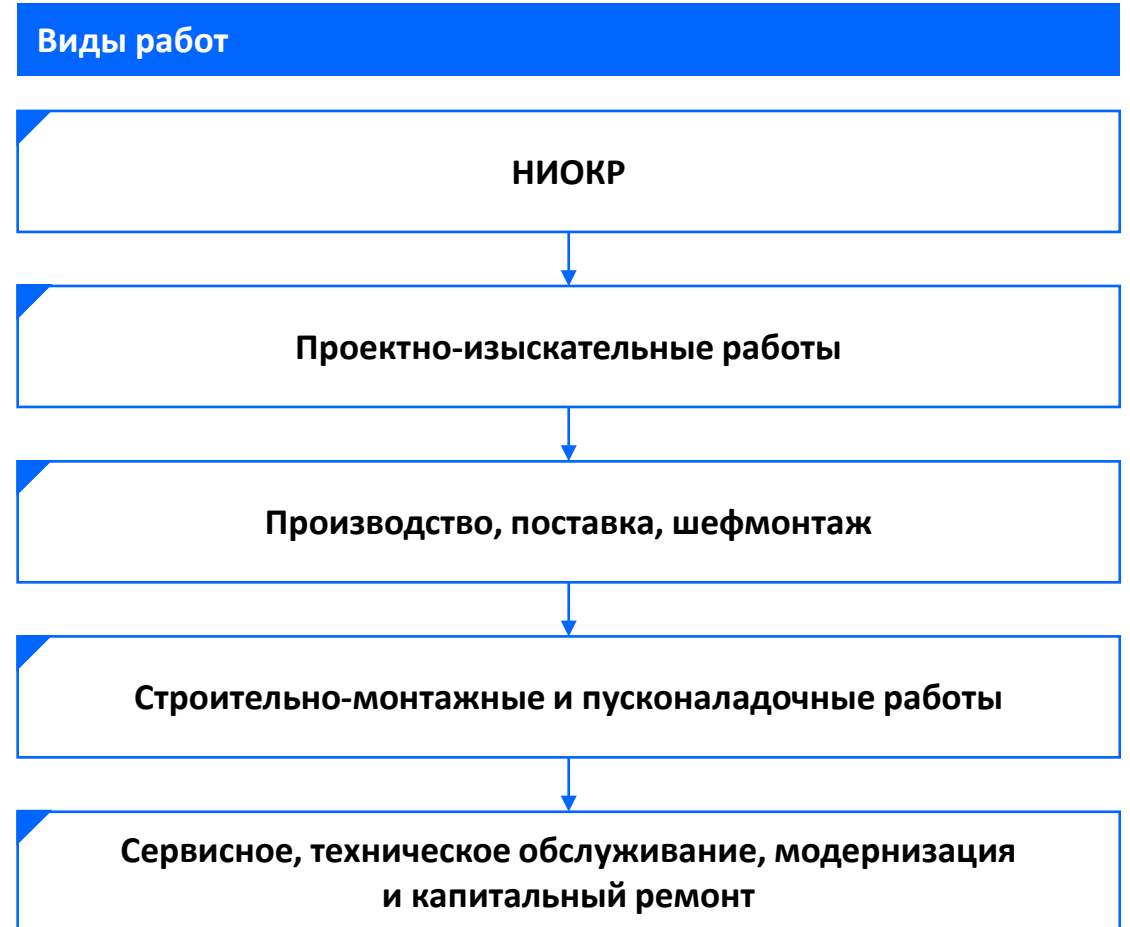 Виды работ
НИОКР
Проектно-изыскательные работы
Производство, поставка, шефмонтаж
Строительно-монтажные и пусконаладочные работы
Сервисное, техническое обслуживание, модернизация
и капитальный ремонт